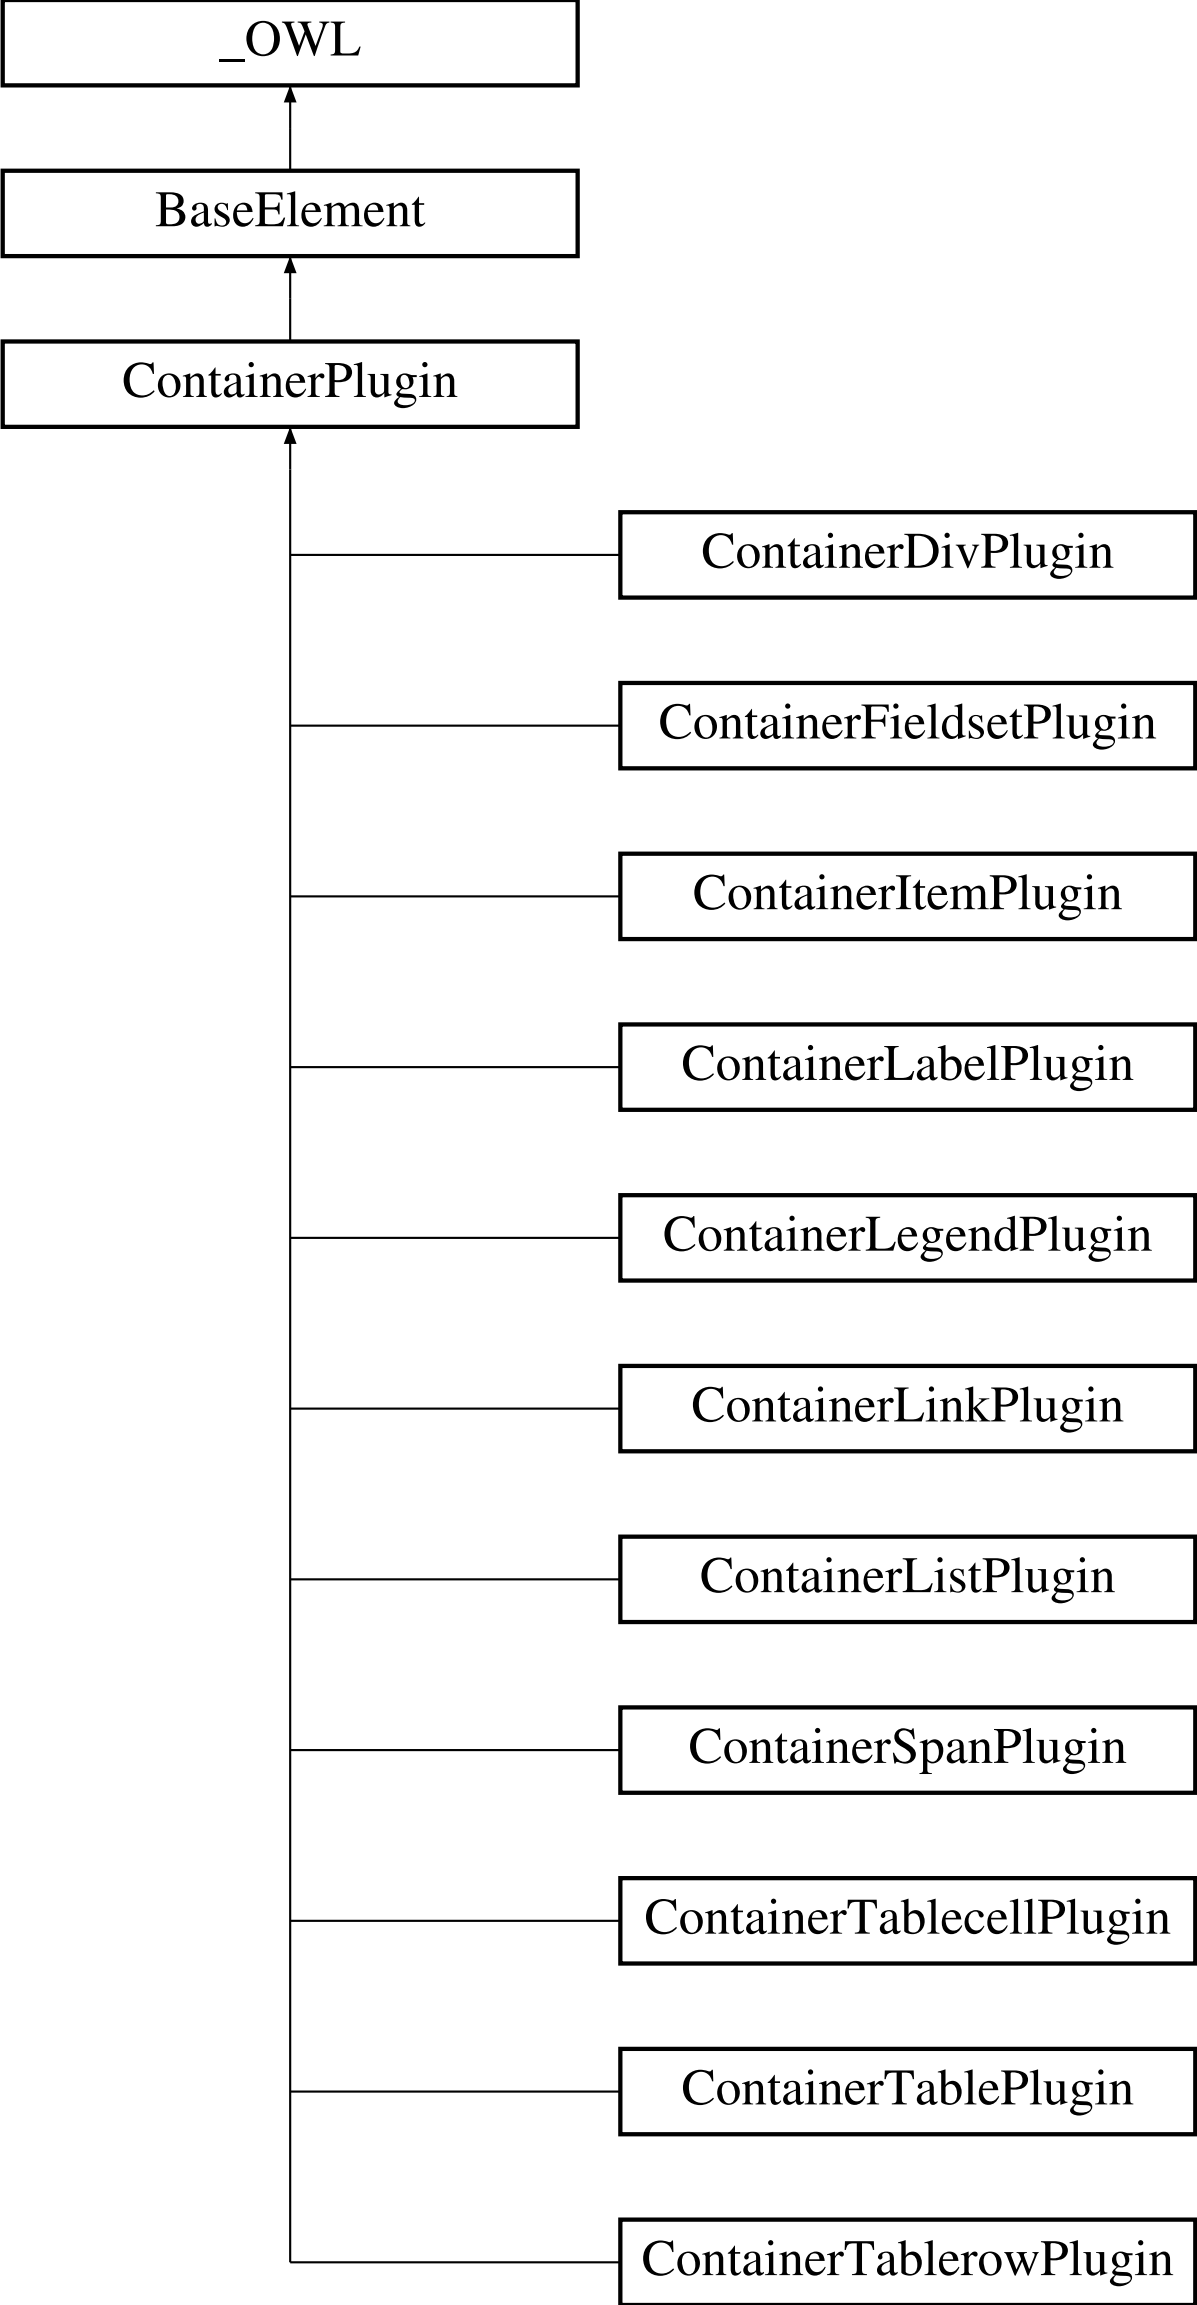 _OWL
BaseElement
ContainerPlugin
ContainerDivPlugin
ContainerFieldsetPlugin
ContainerItemPlugin
ContainerLabelPlugin
ContainerLegendPlugin
ContainerLinkPlugin
ContainerListPlugin
ContainerSpanPlugin
ContainerTablecellPlugin
ContainerTablePlugin
ContainerTablerowPlugin